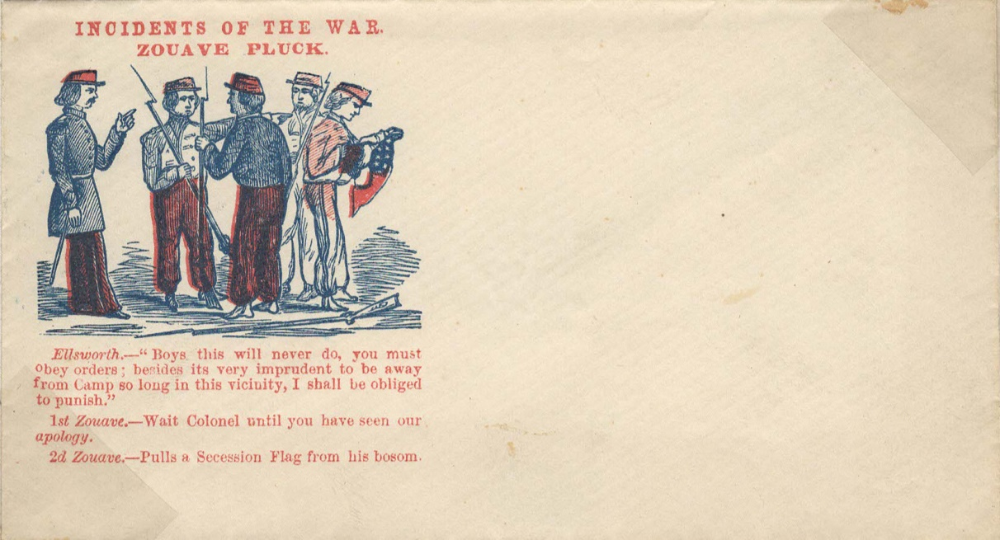 INCIDENTS OF THE WAR.
ZOUAVE PLUCK.
Ellsworth.—“ Boys this will never do, you must
obey orders ; besides its very imprudent to be away
from Camp so long in this vicinity, I shall be obliged
to punish.”
1st Zouave.—Wait Colonel until you have seen our
apology.
2d Zouave.—Pulls a Secession Flag from his bosom.